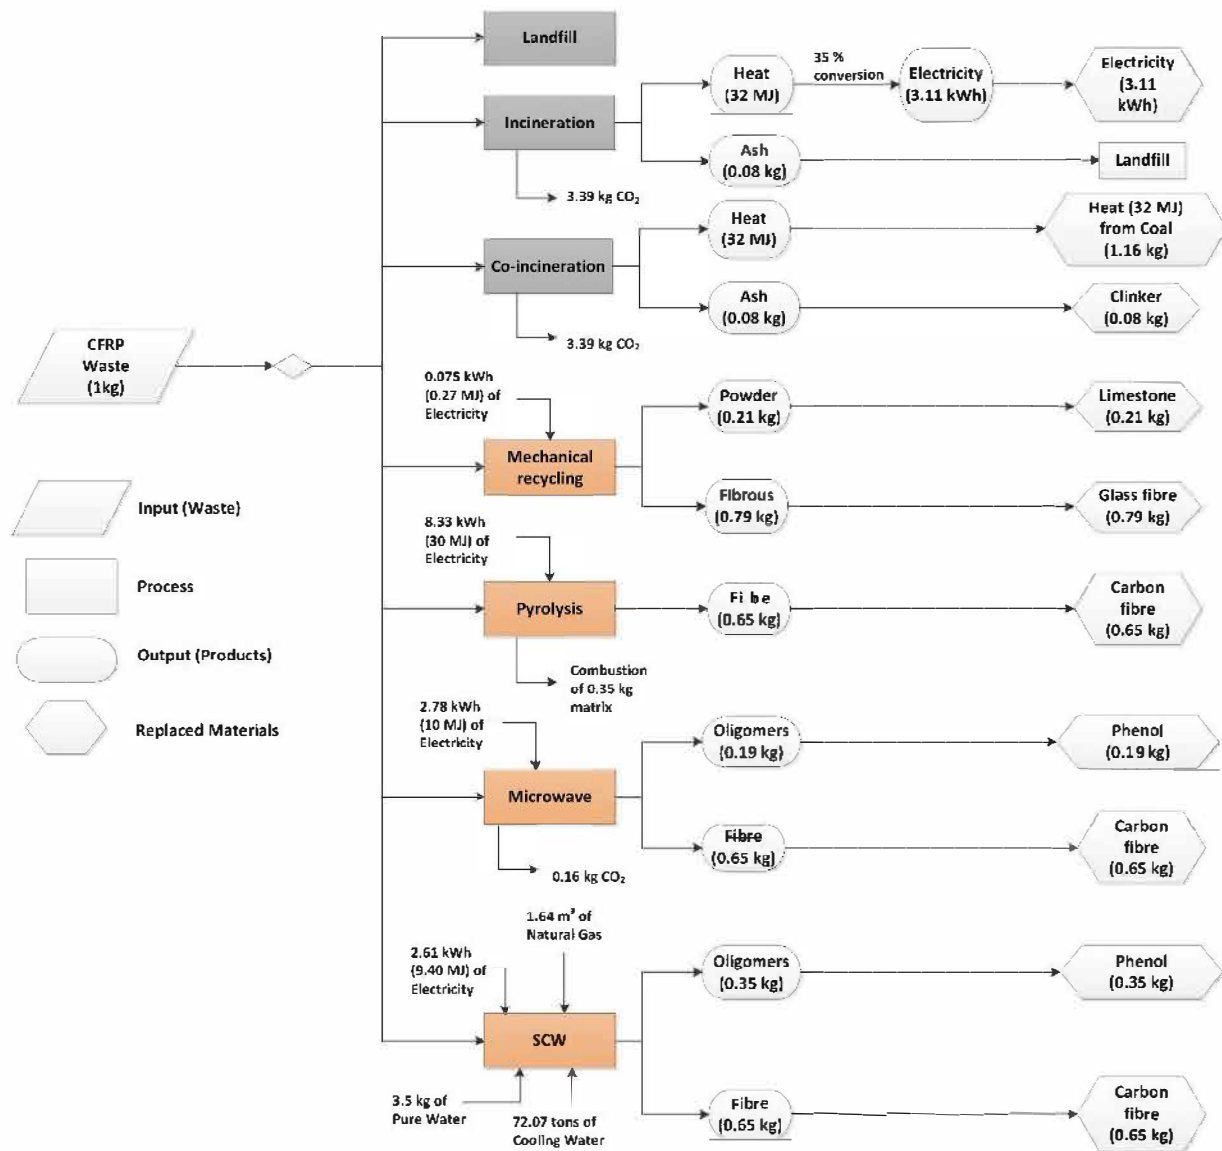 Landfill
Heat
(32 MJ)
35 %
conversion
Electricity
(3.11 kWh)
Electricity
(3.11
kWh)
Incineration
Ash
(0.08 kg)
Landfill
3.39 kg CO₂
Heat
(32 MJ)
Heat (32 MJ)
from Coal
(1.16 kg)
Co-incineration
Ash
(0.08 kg)
Clinker
(0.08 kg)
3.39 kg CO₂
CFRP
Waste
(1kg)
0.075 kWh
(0.27 MJ) of
Electricity
Powder
(0.21 kg)
Limestone
(0.21 kg)
Mechanical
recycling
Fibrous
(0.79 kg)
Glass fibre
(0.79 kg)
Input (Waste)
8.33 kWh
(30 MJ) of
Electricity
Process
Pyrolysis
Fi be
(0.65 kg)
Carbon
fibre
(0.65 kg)
Output (Products)
Combustion
of 0.35 kg
matrix
Replaced Materials
2.78 kWh
(10 MJ) of
Electricity
Oligomers
(0.19 kg)
Phenol
(0.19 kg)
Microwave
Fibre
(0.65 kg)
Carbon
fibre
(0.65 kg)
0.16 kg CO₂
1.64 m³ of
Natural Gas
2.61 kWh
(9.40 MJ) of
Electricity
Oligomers
(0.35 kg)
Phenol
(0.35 kg)
SCW
3.5 kg of
Pure Water
72.07 tons of
Cooling Water
Fibre
(0.65 kg)
Carbon
fibre
(0.65 kg)